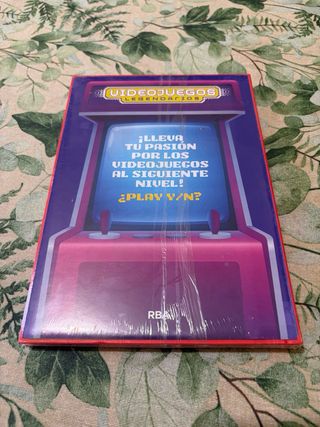 VIDEOJUEGOS
LEGENDARIOS
¡LLEVA
TU PASIÓN
POR LOS
VIDEOJUEGOS
AL SIGUIENTE
NIVEL!
¿PLAY Y/N?
RBA